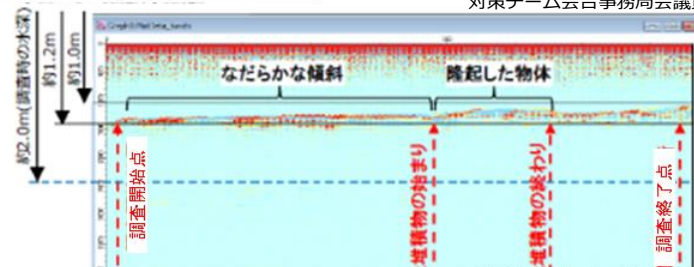 対策チーム会合事務局会議資
約2.0m(調査時の水深)
約1.2m
約1.0m
なだらかな傾斜
隆起した物体
調査開始点
堆積物の始まり
堆積物の終わり
調査終了点